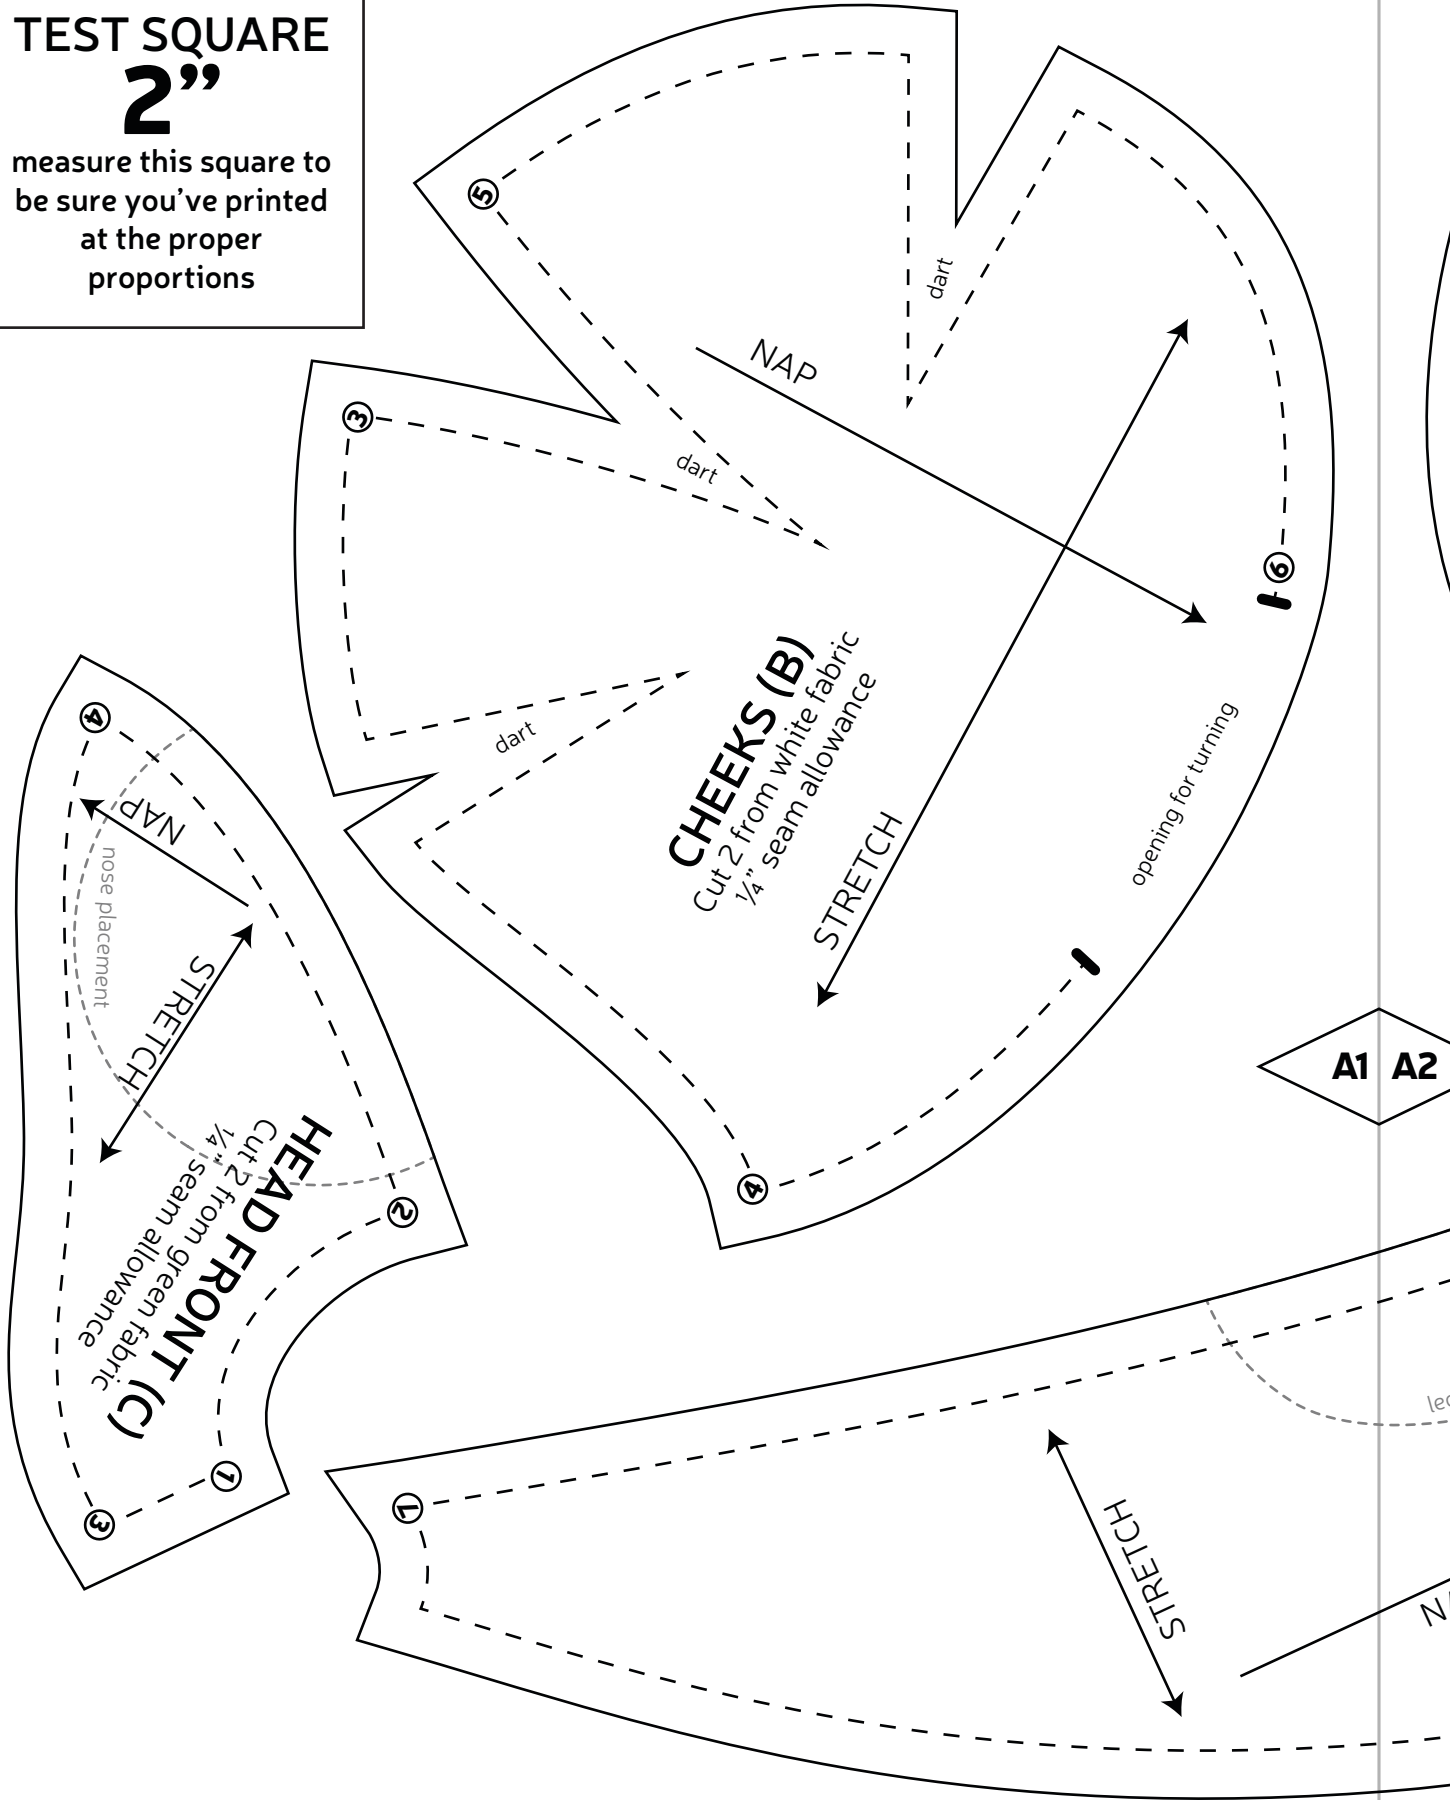 TEST SQUARE
2”
measure this square to
be sure you’ve printed
at the proper
proportions
5
dart
NAP
3
dart
6
CHEEKS (B)
Cut 2 from white fabric
¼” seam allowance
dart
STRETCH
opening for turning
4
4
NAP
nose placement
STRETCH
HEAD FRONT (C)
Cut 2 from green fabric
¼” seam allowance
2
1
3
A1 A2
7
STRETCH